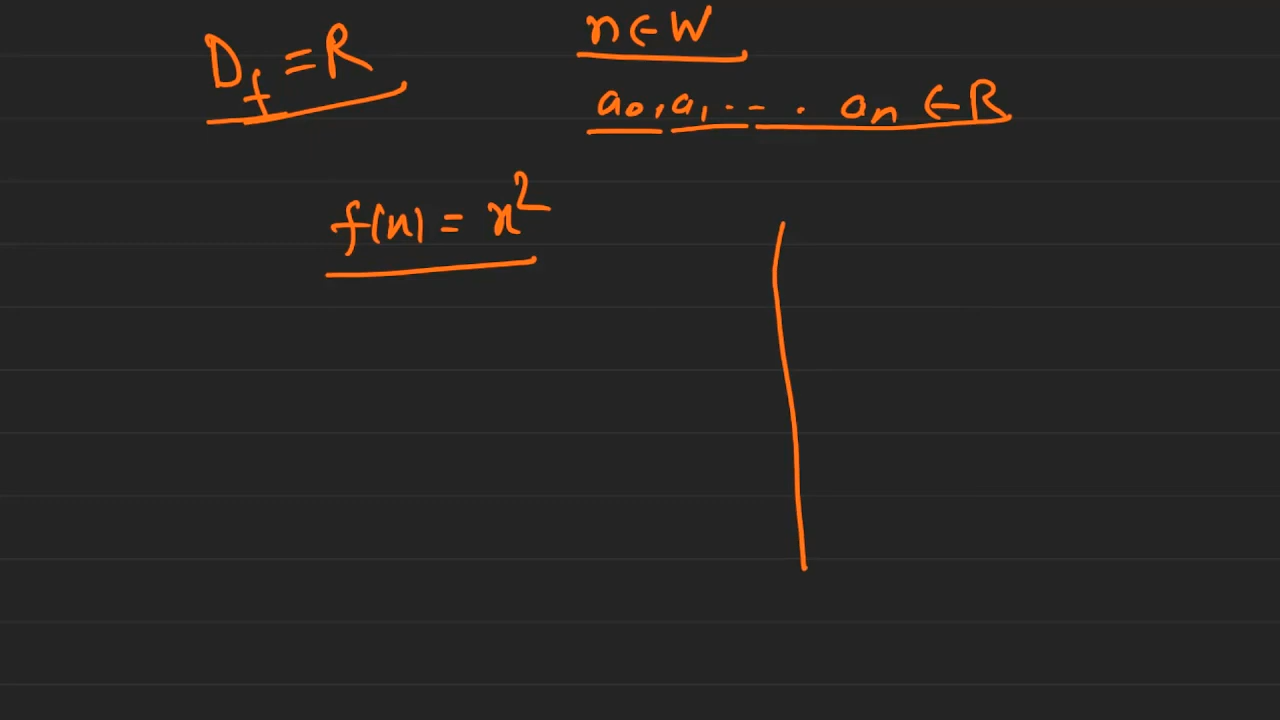 D_f = R
n ∈ W
a₀, a₁ ... . aₙ ∈ R
f(x) = x²